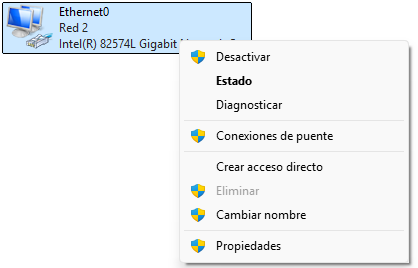 Ethernet0
Red 2
Intel(R) 82574L Gigabit
Desactivar
Estado
Diagnosticar
Conexiones de puente
Crear acceso directo
Eliminar
Cambiar nombre
Propiedades